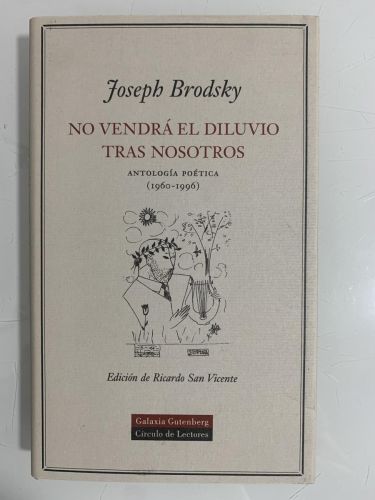 Joseph Brodsky
NO VENDRÁ EL DILUVIO
TRAS NOSOTROS
ANTOLOGÍA POÉTICA
(1960-1996)
Edición de Ricardo San Vicente
Galaxia Gutenberg
Círculo de Lectores